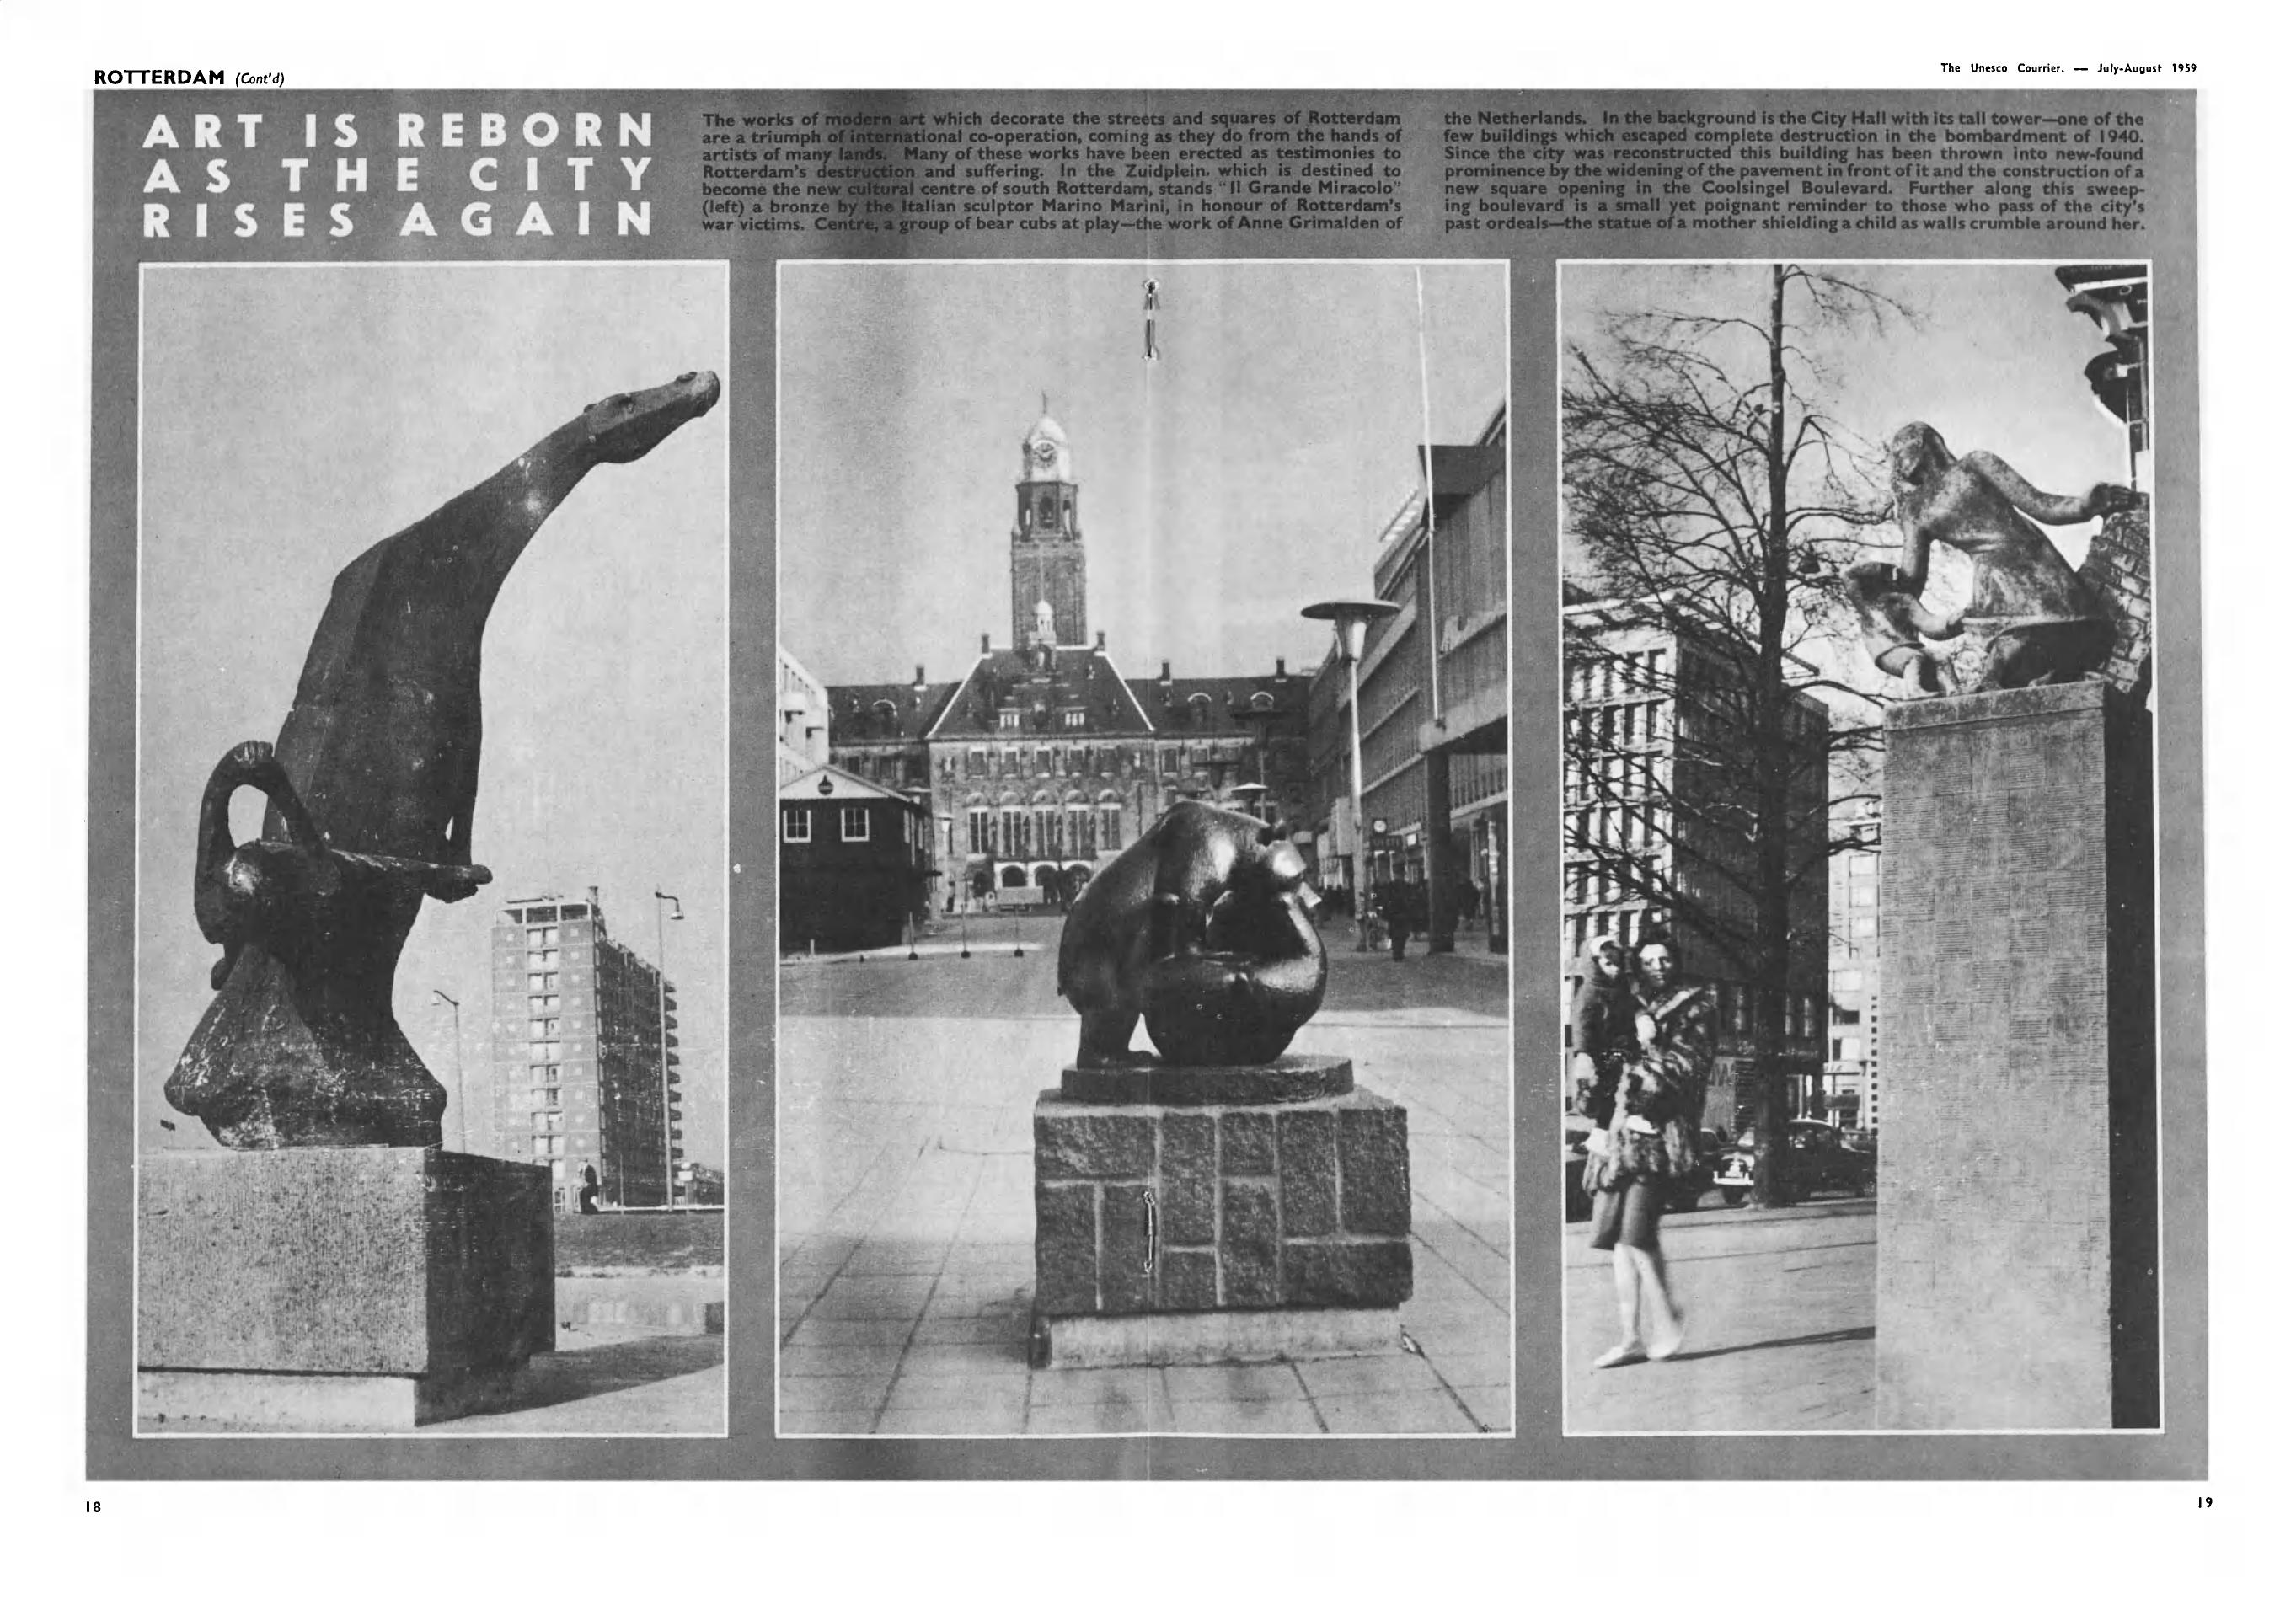 ROTTERDAM (Cont'd)
The Unesco Courrier. — July-August 1959
ART IS REBORN
AS THE CITY
RISES AGAIN
The works of modern art which decorate the streets and squares of Rotterdam
are a triumph of international co-operation, coming as they do from the hands of
artists of many lands. Many of these works have been erected as testimonies to
Rotterdam's destruction and suffering. In the Zuidplein. which is destined to
become the new cultural centre of south Rotterdam, stands "Il Grande Miracolo"
(left) a bronze by the Italian sculptor Marino Marini, in honour of Rotterdam's
war victims. Centre, a group of bear cubs at play—the work of Anne Grimalden of
the Netherlands. In the background is the City Hall with its tall tower—one of the
few buildings which escaped complete destruction in the bombardment of 1940.
Since the city was reconstructed this building has been thrown into new-found
prominence by the widening of the pavement in front of it and the construction of a
new square opening in the Coolsingel Boulevard. Further along this sweep-
ing boulevard is a small yet poignant reminder to those who pass of the city's
past ordeals—the statue of a mother shielding a child as walls crumble around her.
18
19